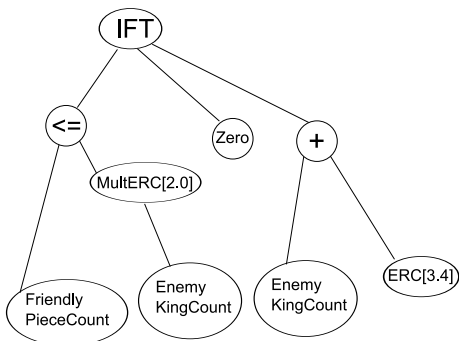 IFT
<=
Zero
+
MultERC[2.0]
Friendly
PieceCount
Enemy
KingCount
Enemy
KingCount
ERC[3.4]